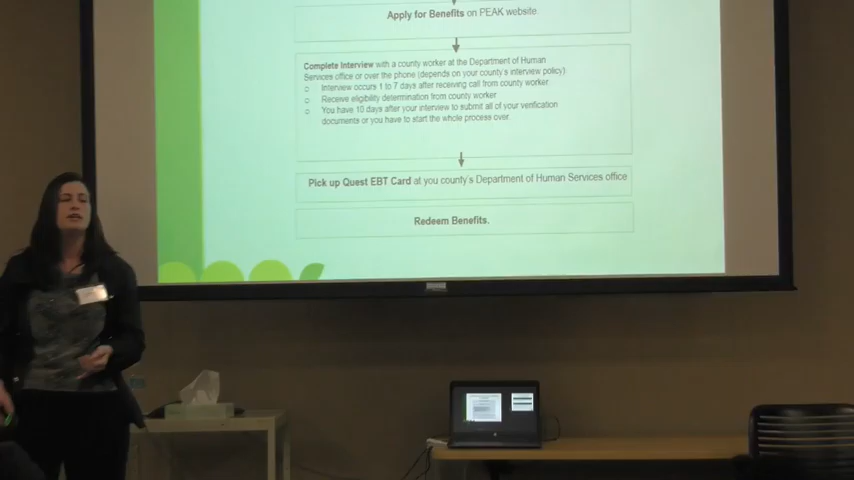 Apply for Benefits on PEAK website.
Complete Interview with a county worker at the Department of Human
Services office or over the phone (depends on your county's interview policy)
○ Interview occurs 1 to 7 days after receiving call from county worker
○ Receive eligibility determination from county worker
○ You have 10 days after your interview to submit all of your verification
documents or you have to start the whole process over
Pick up Quest EBT Card at you county's Department of Human Services office
Redeem Benefits.